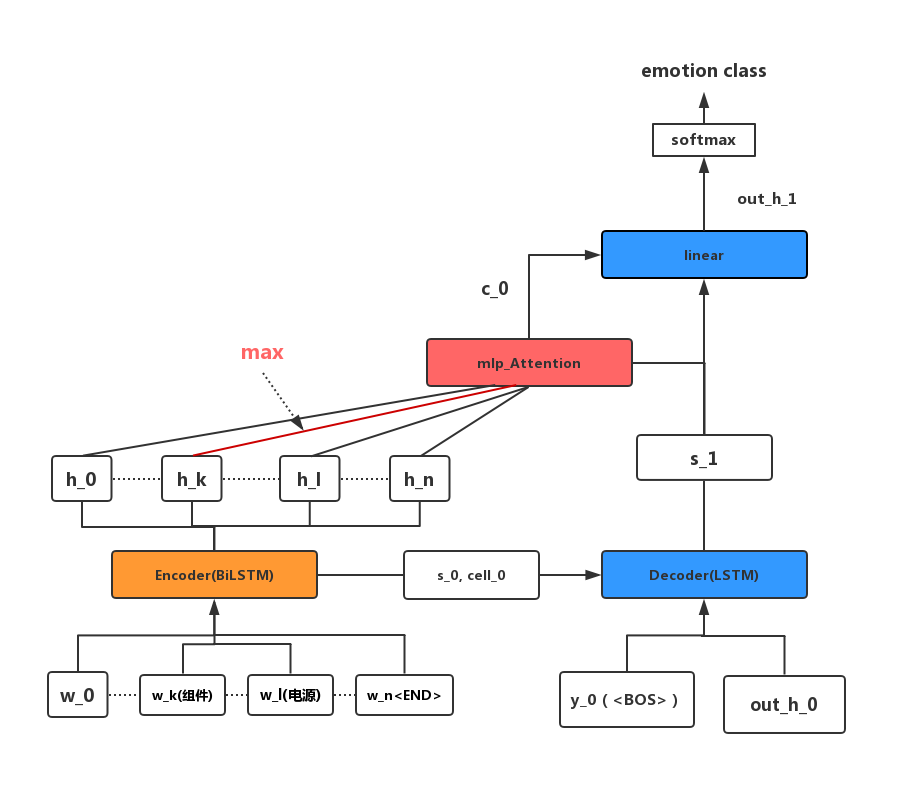 emotion class
softmax
out_h_1
linear
c_0
max
mlp_Attention
h_0
h_k
h_l
h_n
s_1
Encoder(BiLSTM)
s_0, cell_0
Decoder(LSTM)
w_0
w_k(组件)
w_l(电源)
w_n<END>
y_0 ( <BOS> )
out_h_0